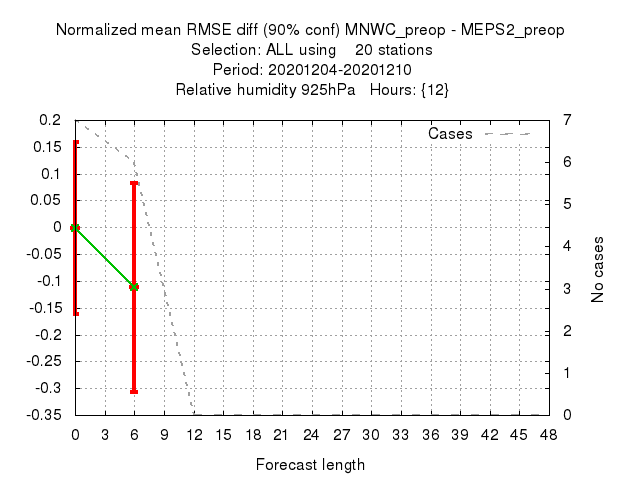 Normalized mean RMSE diff (90% conf) MNWC_preop - MEPS2_preop
Selection: ALL using    20 stations
Period: 20201204-20201210
Relative humidity 925hPa   Hours: {12}
Cases
0.2
0.15
0.1
0.05
0
-0.05
-0.1
-0.15
-0.2
-0.25
-0.3
-0.35
7
6
5
4
3
2
1
0
No cases
0 3 6 9 12 15 18 21 24 27 30 33 36 39 42 45 48
Forecast length